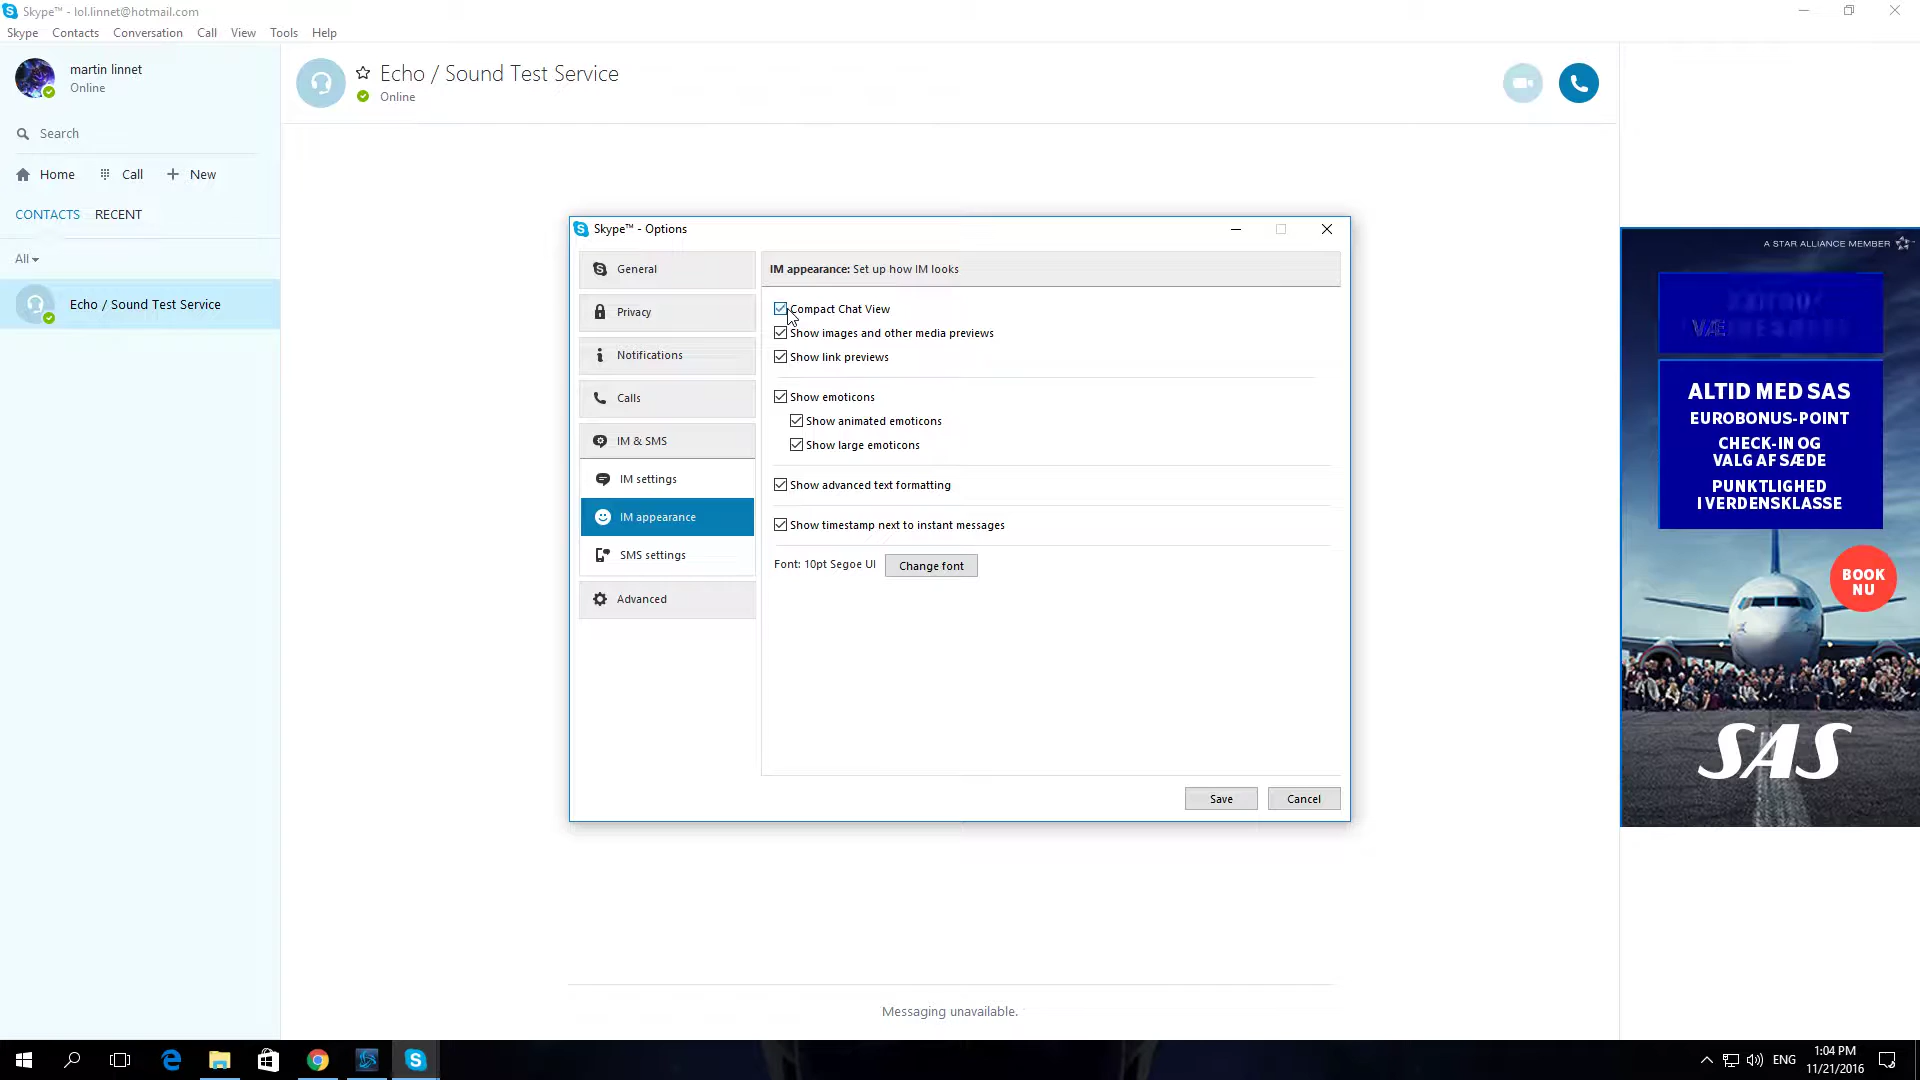 Skype™ - lol.linnet@hotmail.com
Skype Contacts Conversation Call View Tools Help
martin linnet
Online
Search
Home Call New
CONTACTS RECENT
All
Echo / Sound Test Service
Echo / Sound Test Service
Online
Skype™ - Options
General
Privacy
Notifications
Calls
IM & SMS
IM settings
IM appearance
SMS settings
Advanced
IM appearance: Set up how IM looks
Compact Chat View
Show images and other media previews
Show link previews
Show emoticons
Show animated emoticons
Show large emoticons
Show advanced text formatting
Show timestamp next to instant messages
Font: 10pt Segoe UI Change font
Save Cancel
Messaging unavailable.
A STAR ALLIANCE MEMBER
ALTID MED SAS
EUROBONUS-POINT
CHECK-IN OG
VALG AF SÆDE
PUNKTLIGHED
I VERDENSKLASSE
BOOK
NU
SAS
ENG
1:04 PM
11/21/2016